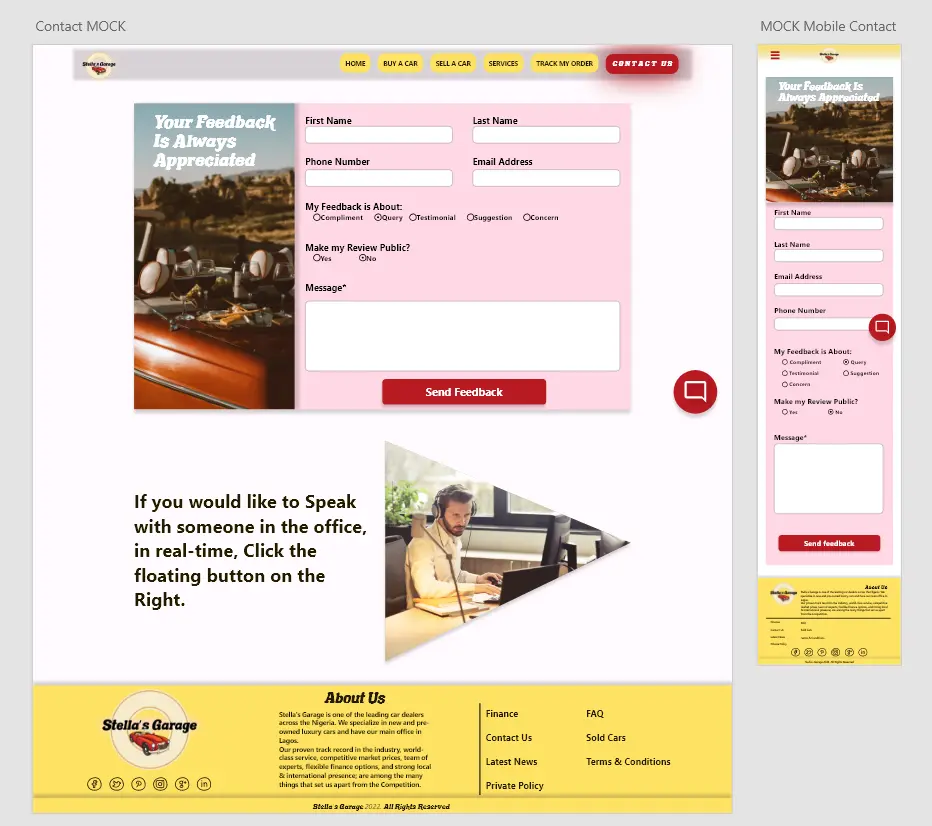 Contact MOCK
MOCK Mobile Contact
Stella's Garage
HOME
BUY A CAR
SELL A CAR
SERVICES
TRACK MY ORDER
CONTACT US
Your Feedback
Is Always
Appreciated
First Name
Last Name
Phone Number
Email Address
My Feedback is About:
Compliment
Query
Testimonial
Suggestion
Concern
Make my Review Public?
Yes
No
Message*
Send Feedback
If you would like to Speak
with someone in the office,
in real-time, Click the
floating button on the
Right.
Stella's Garage
About Us
Stella's Garage is one of the leading car dealers
across the Nigeria. We specialize in new and pre-
owned luxury cars and have our main office in
Lagos.
Our proven track record in the industry, world-
class service, competitive market prices, team of
experts, flexible finance options, and strong local
& international presence; are among the many
things that set us apart from the Competition.
Finance
FAQ
Contact Us
Sold Cars
Latest News
Terms & Conditions
Private Policy
Stella's Garage 2022. All Rights Reserved
Stella's Garage
Your Feedback Is
Always Appreciated
First Name
Last Name
Email Address
Phone Number
My Feedback is About:
Compliment
Query
Testimonial
Suggestion
Concern
Make my Review Public?
Yes
No
Message*
Send feedback
Stella's Garage
About Us